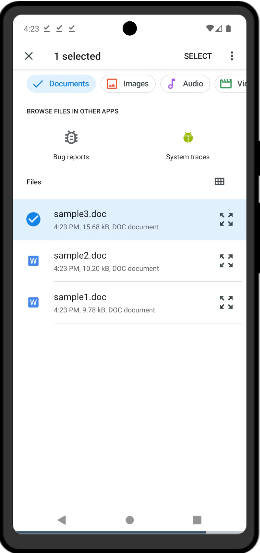 4:23
1 selected SELECT
Documents Images Audio
BROWSE FILES IN OTHER APPS
Bug reports System traces
Files
sample3.doc
4:23 PM, 15.68 kB, DOC document
W sample2.doc
4:23 PM, 10.20 kB, DOC document
W sample1.doc
4:23 PM, 9.78 kB, DOC document